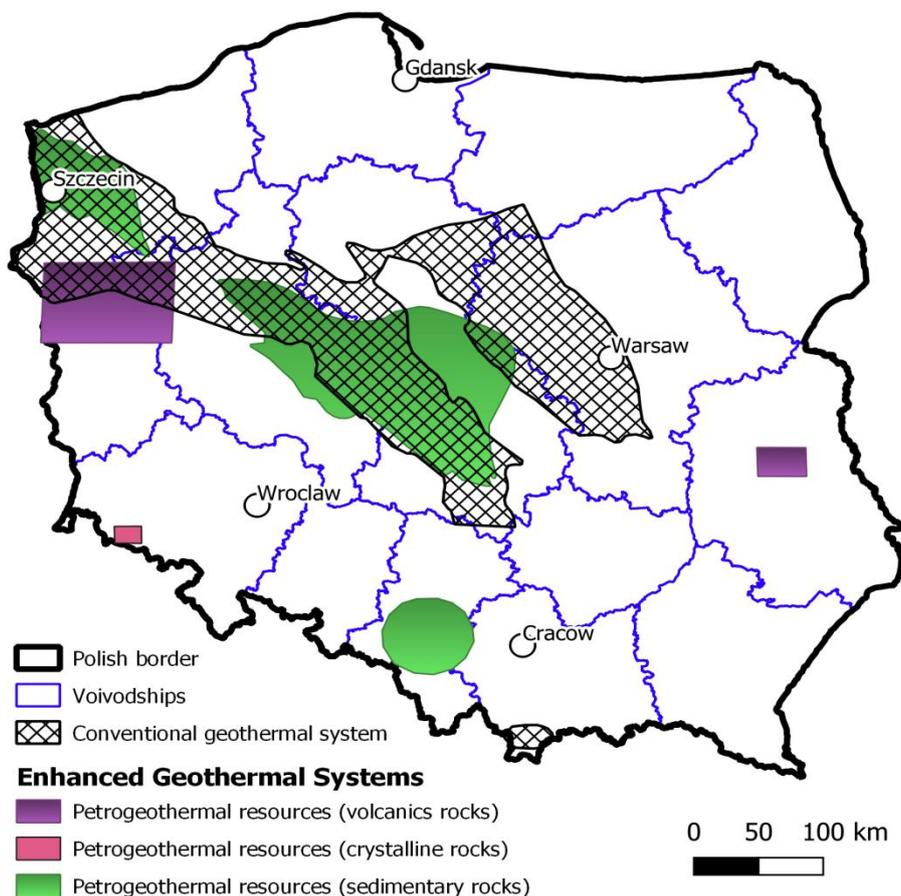 Gdansk
Szczecin
Warsaw
Wroclaw
Cracow
Polish border
Voivodships
Conventional geothermal system
Enhanced Geothermal Systems
Petrogeothermal resources (volcanics rocks)
Petrogeothermal resources (crystalline rocks)
Petrogeothermal resources (sedimentary rocks)
0 50 100 km